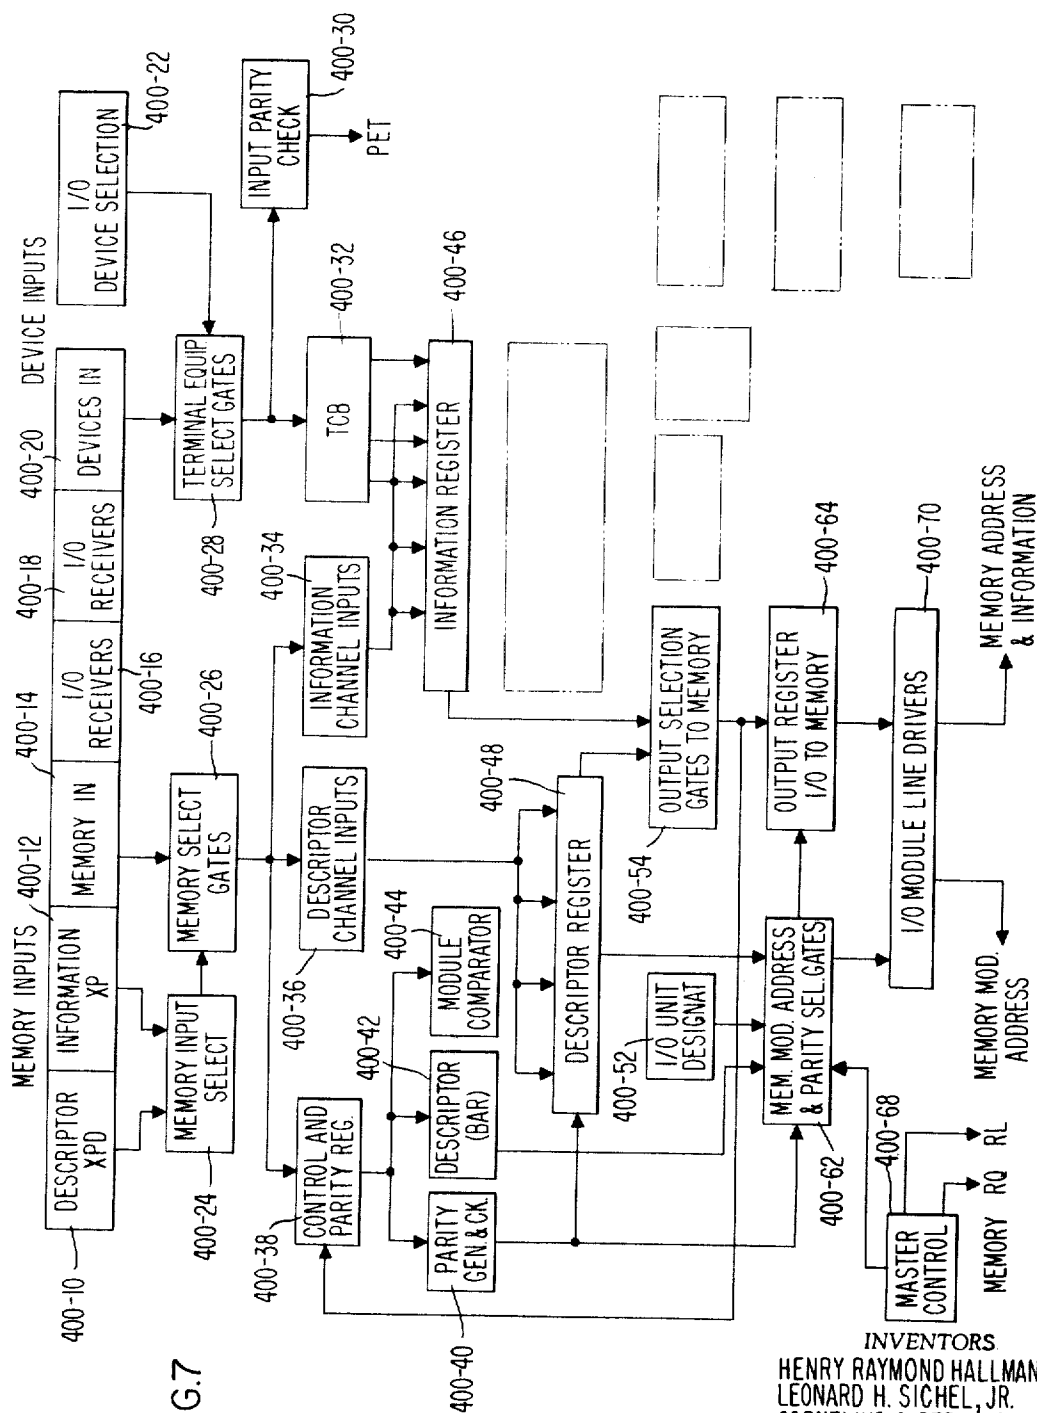 DEVICE INPUTS
I/O
DEVICE SELECTION
400-22
INPUT PARITY
CHECK
400-30
PET
MEMORY INPUTS
400-10
DESCRIPTOR
XPD
INFORMATION
XP
400-12
MEMORY IN
400-14
I/O
RECEIVERS
400-16
I/O
RECEIVERS
400-18
DEVICES IN
400-20
MEMORY INPUT
SELECT
400-24
MEMORY SELECT
GATES
400-26
TERMINAL EQUIP.
SELECT GATES
400-28
CONTROL AND
PARITY REG.
400-38
DESCRIPTOR
CHANNEL INPUTS
400-36
INFORMATION
CHANNEL INPUTS
400-34
TCB
400-32
PARITY
GEN.& CK.
400-40
DESCRIPTOR
(BAR)
400-42
MODULE
COMPARATOR
400-44
INFORMATION REGISTER
400-46
DESCRIPTOR REGISTER
400-48
I/O UNIT
DESIGNAT
400-52
OUTPUT SELECTION
GATES TO MEMORY
400-54
MEM. MOD. ADDRESS
& PARITY SEL.GATES
400-62
OUTPUT REGISTER
I/O TO MEMORY
400-64
MASTER
CONTROL
400-68
I/O MODULE LINE DRIVERS
400-70
MEMORY RQ RL
MEMORY MOD.
ADDRESS
MEMORY ADDRESS
& INFORMATION
G.7
INVENTORS
HENRY RAYMOND HALLMAN
LEONARD H. SICHEL, JR.